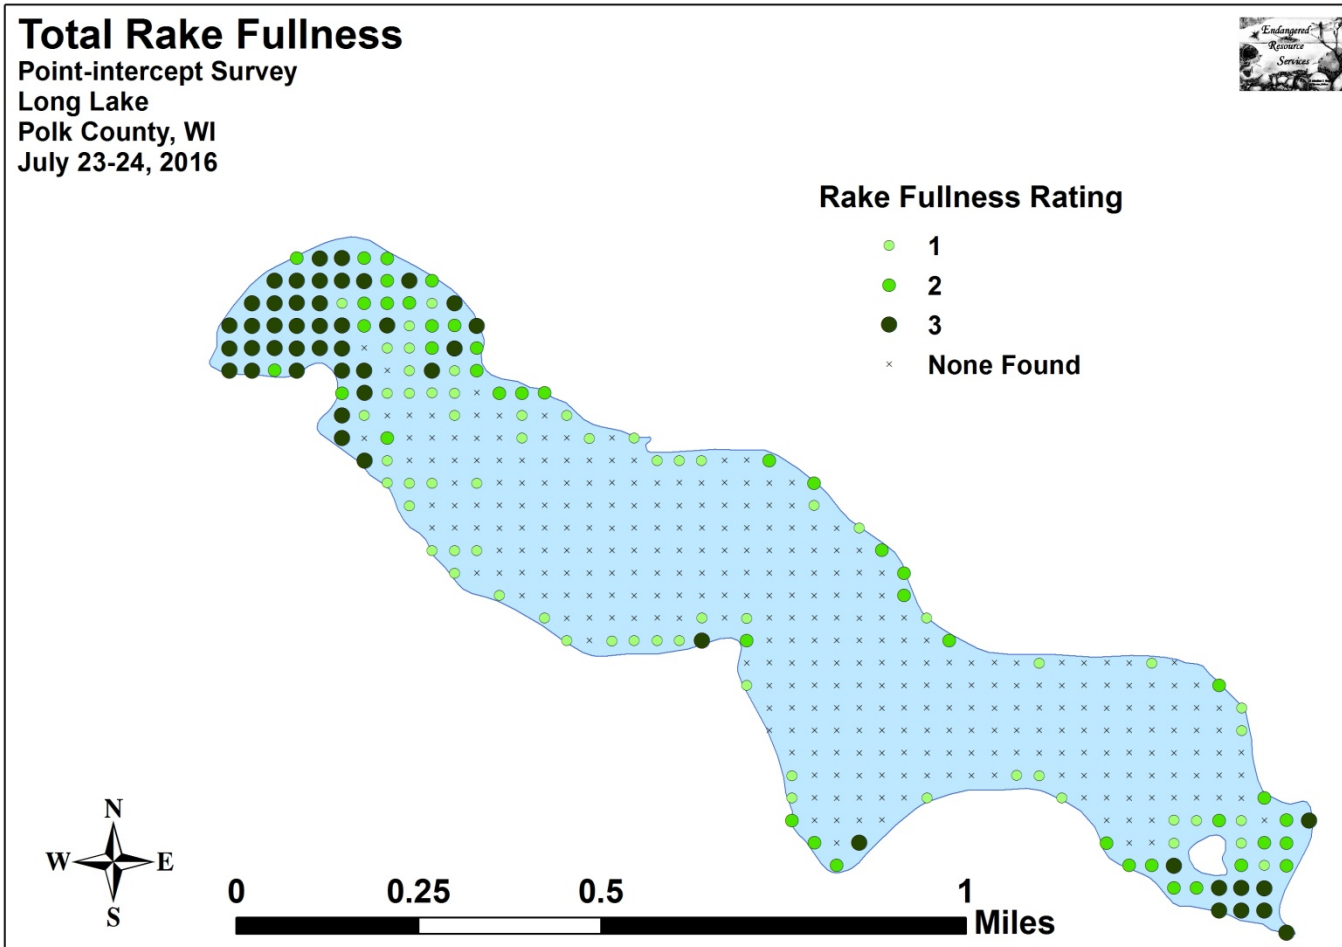 Total Rake Fullness
Point-intercept Survey
Long Lake
Polk County, WI
July 23-24, 2016
Endangered
Resource
Services
Rake Fullness Rating
1
2
3
None Found
N
W E
S
0 0.25 0.5 1
Miles